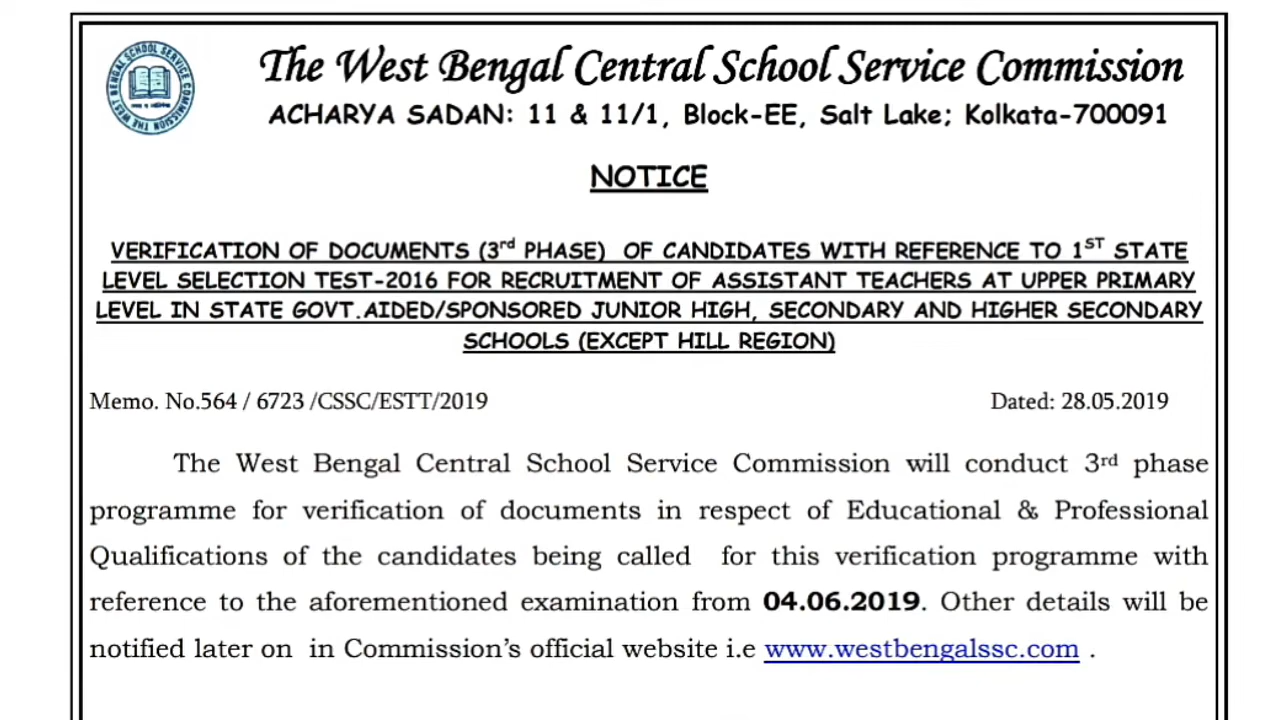 The West Bengal Central School Service Commission
ACHARYA SADAN: 11 & 11/1, Block-EE, Salt Lake; Kolkata-700091
NOTICE
VERIFICATION OF DOCUMENTS (3rd PHASE) OF CANDIDATES WITH REFERENCE TO 1ST STATE
LEVEL SELECTION TEST-2016 FOR RECRUITMENT OF ASSISTANT TEACHERS AT UPPER PRIMARY
LEVEL IN STATE GOVT.AIDED/SPONSORED JUNIOR HIGH, SECONDARY AND HIGHER SECONDARY
SCHOOLS (EXCEPT HILL REGION)
Memo. No.564 / 6723 /CSSC/ESTT/2019 Dated: 28.05.2019
The West Bengal Central School Service Commission will conduct 3rd phase
programme for verification of documents in respect of Educational & Professional
Qualifications of the candidates being called for this verification programme with
reference to the aforementioned examination from 04.06.2019. Other details will be
notified later on in Commission's official website i.e www.westbengalssc.com .